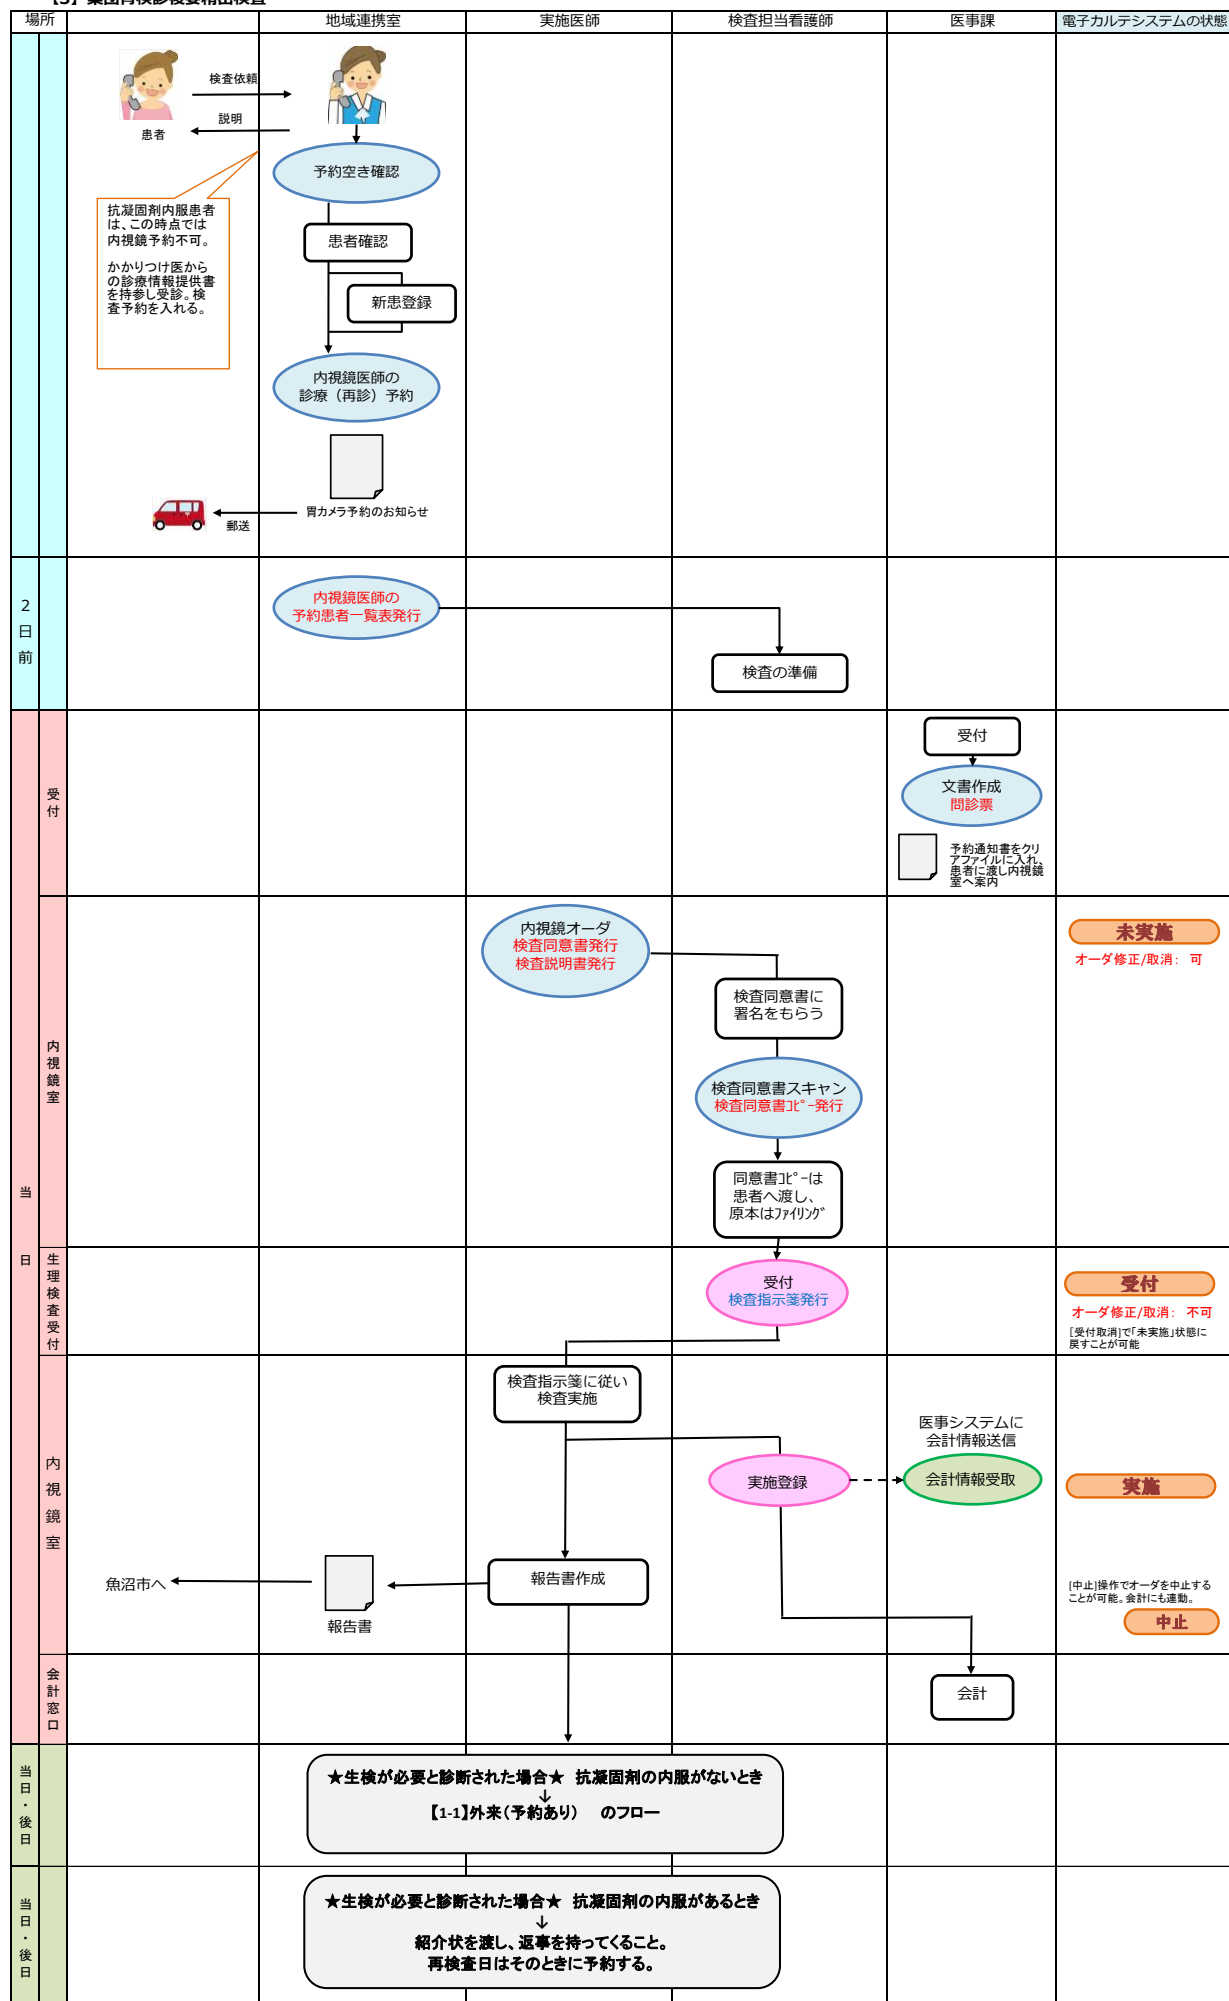 【3】集団胃検診後要精密検査
場所
地域連携室
実施医師
検査担当看護師
医事課
電子カルテシステムの状態
検査依頼
説明
患者
予約空き確認
抗凝固剤内服患者
は、この時点では
内視鏡予約不可。
かかりつけ医から
の診療情報提供書
を持参し受診。検
査予約を入れる。
患者確認
新患登録
内視鏡医師の
診療（再診）予約
胃カメラ予約のお知らせ
郵送
2日前
内視鏡医師の
予約患者一覧表発行
検査の準備
当日
受付
受付
文書作成
問診票
予約通知書をクリ
アファイルに入れ、
患者に渡し内視鏡
室へ案内
内視鏡室
内視鏡オーダ
検査同意書発行
検査説明書発行
未実施
オーダ修正/取消： 可
検査同意書に
署名をもらう
検査同意書スキャン
検査同意書ｺﾋﾟｰ発行
同意書ｺﾋﾟｰは
患者へ渡し、
原本はﾌｧｲﾘﾝｸﾞ
生理検査受付
受付
検査指示箋発行
受付
オーダ修正/取消： 不可
[受付取消]で「未実施」状態に
戻すことが可能
内視鏡室
検査指示箋に従い
検査実施
医事システムに
会計情報送信
実施登録
会計情報受取
実施
魚沼市へ
報告書
報告書作成
[中止]操作でオーダを中止する
ことが可能。会計にも連動。
中止
会計窓口
会計
当日・後日
★生検が必要と診断された場合★ 抗凝固剤の内服がないとき
↓
【1-1】外来（予約あり） のフロー
当日・後日
★生検が必要と診断された場合★ 抗凝固剤の内服があるとき
↓
紹介状を渡し、返事を持ってくること。
再検査日はそのときに予約する。